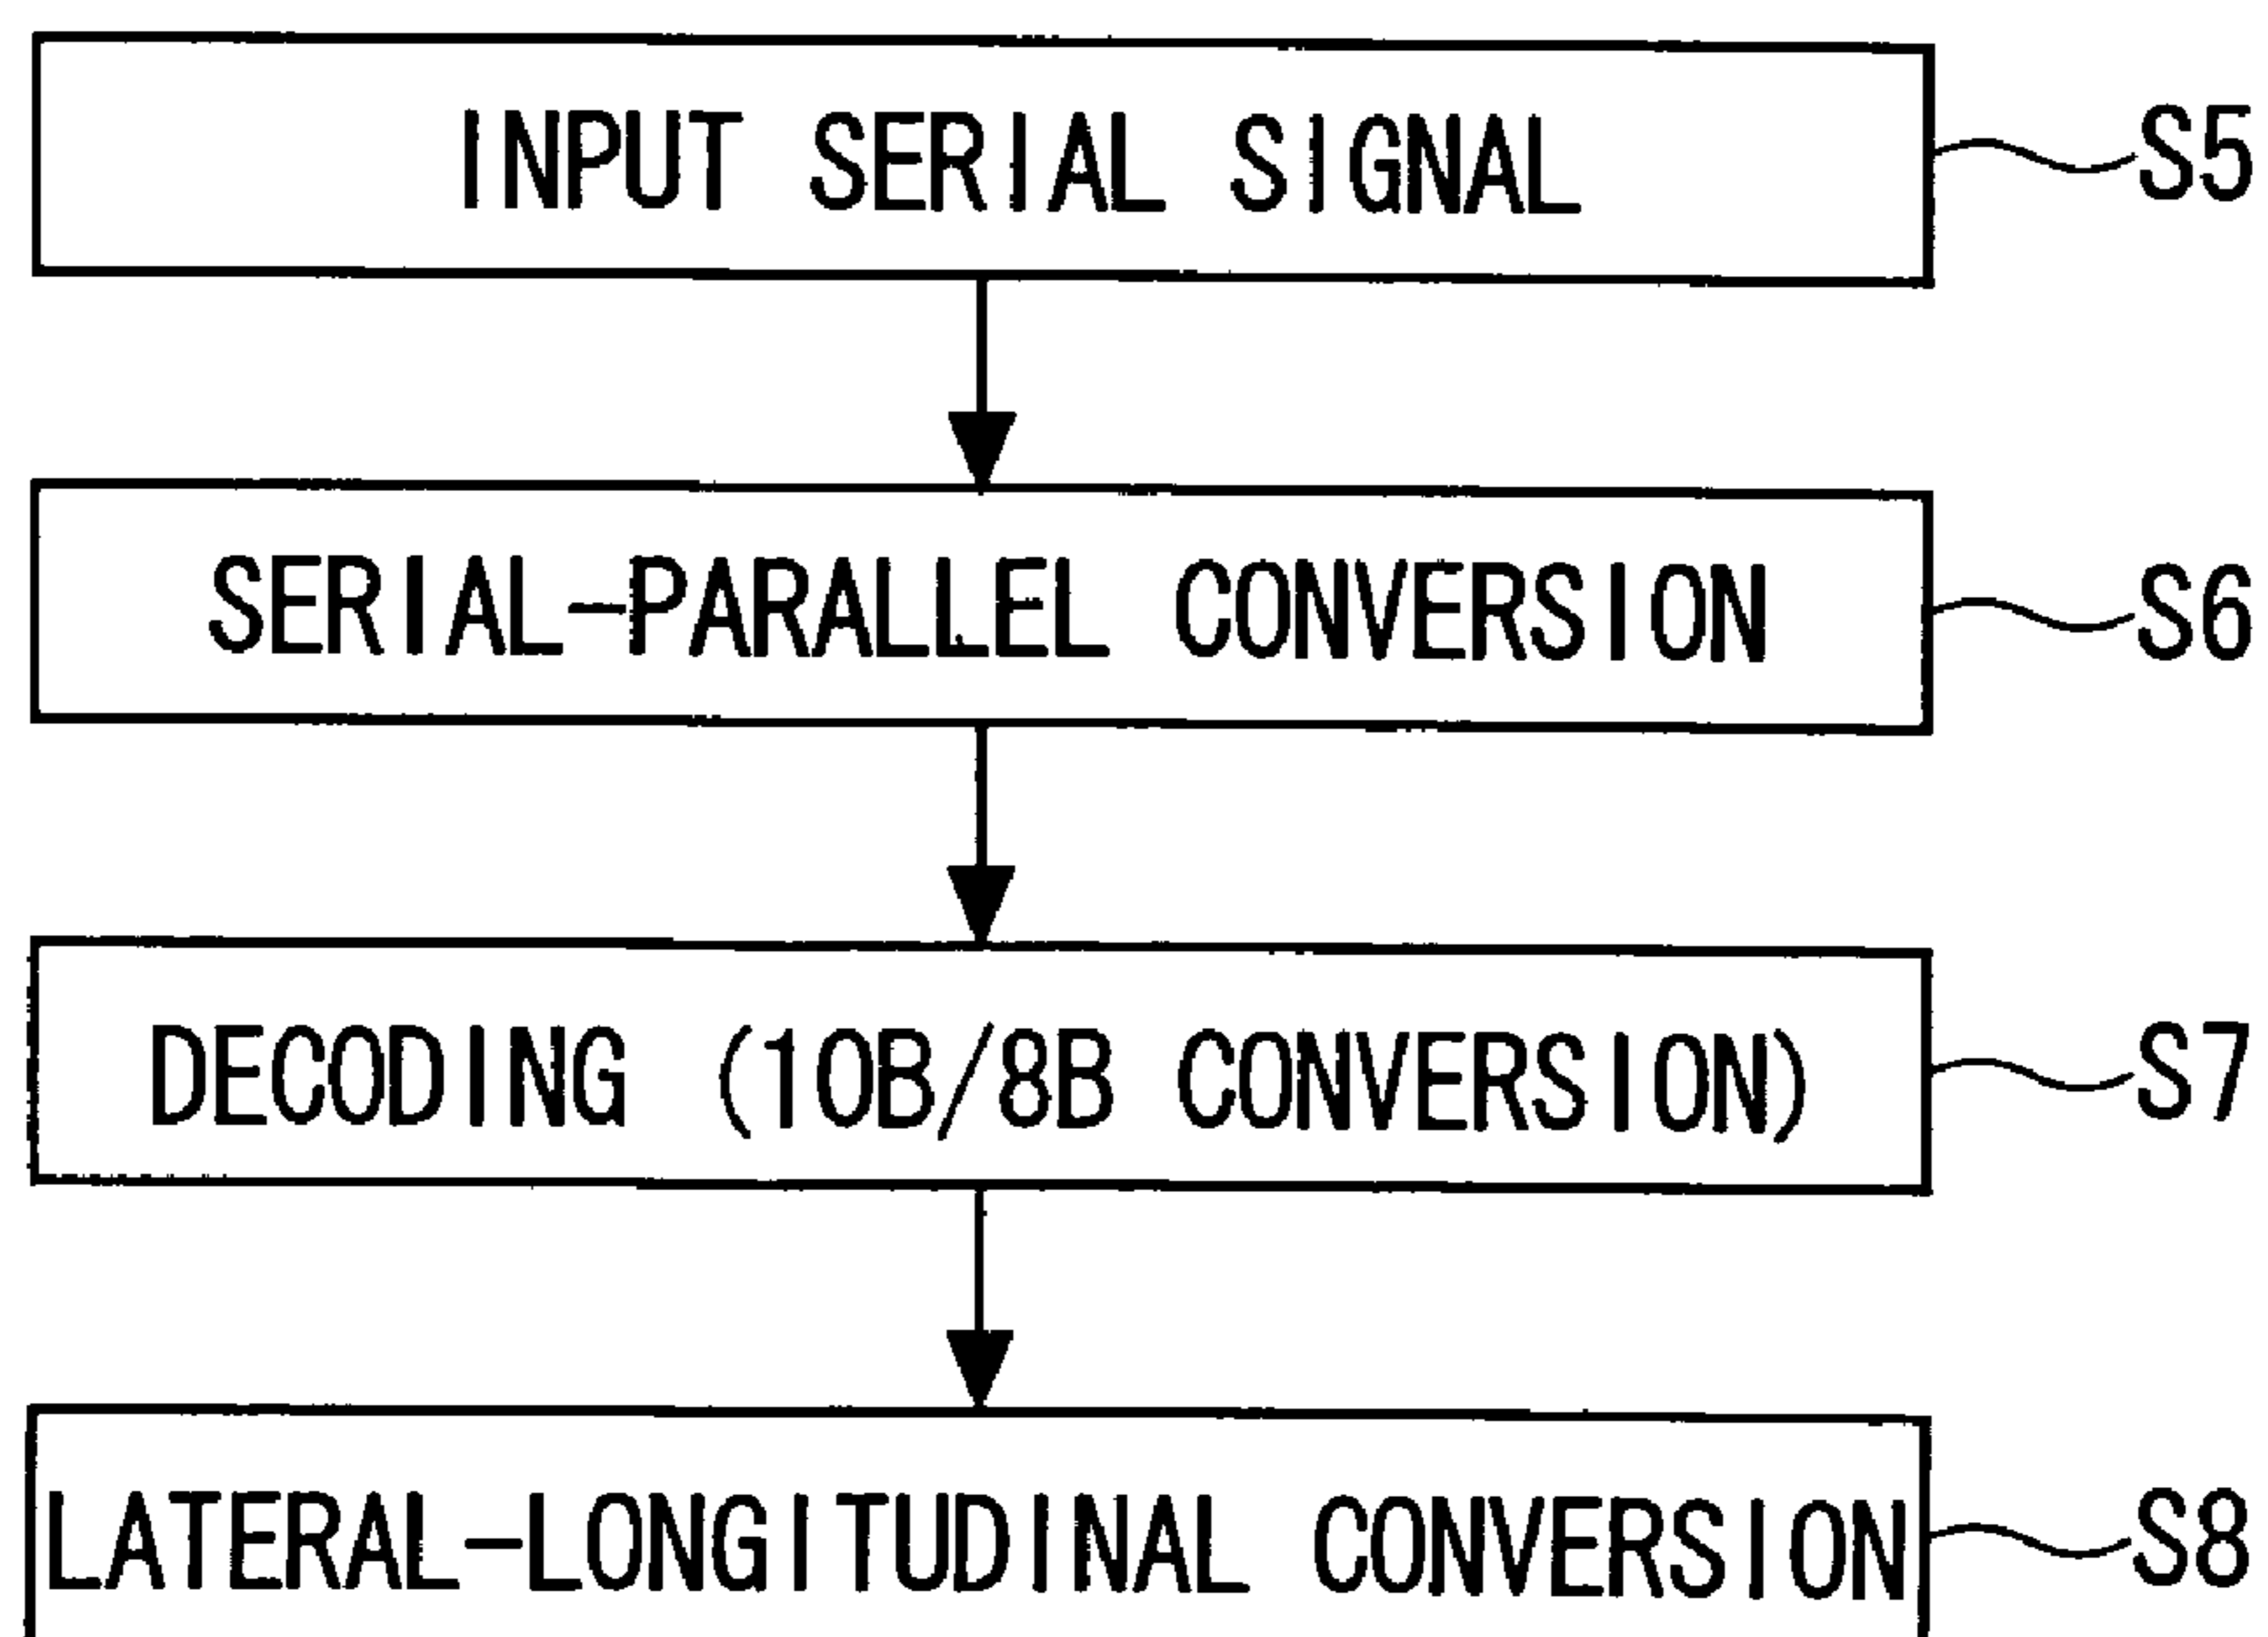 INPUT SERIAL SIGNAL S5
SERIAL-PARALLEL CONVERSION S6
DECODING (10B/8B CONVERSION) S7
LATERAL-LONGITUDINAL CONVERSION S8